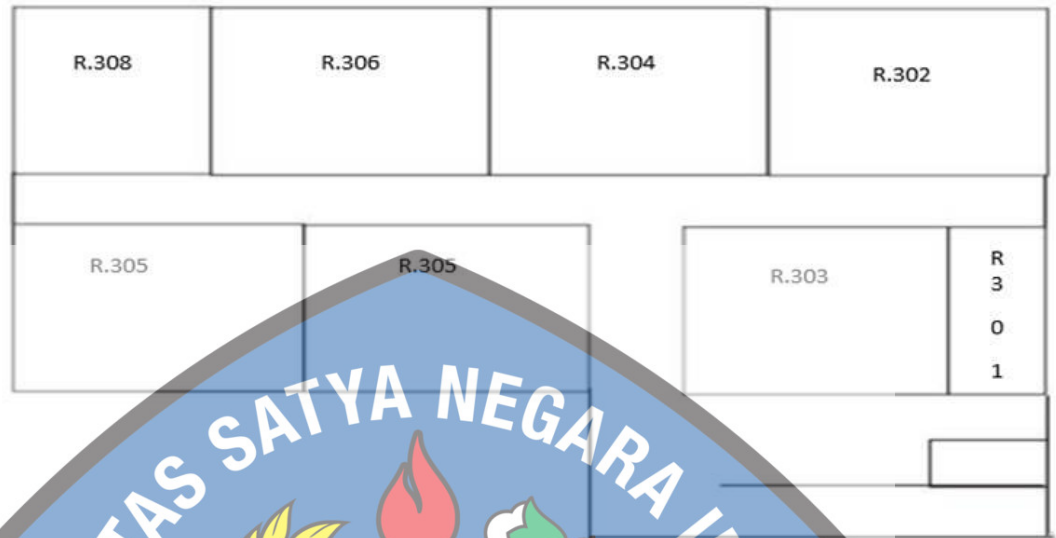 R.308
R.306
R.304
R.302
R.305
R.305
R.303
R
3
0
1
TAS SATYA NEGARA